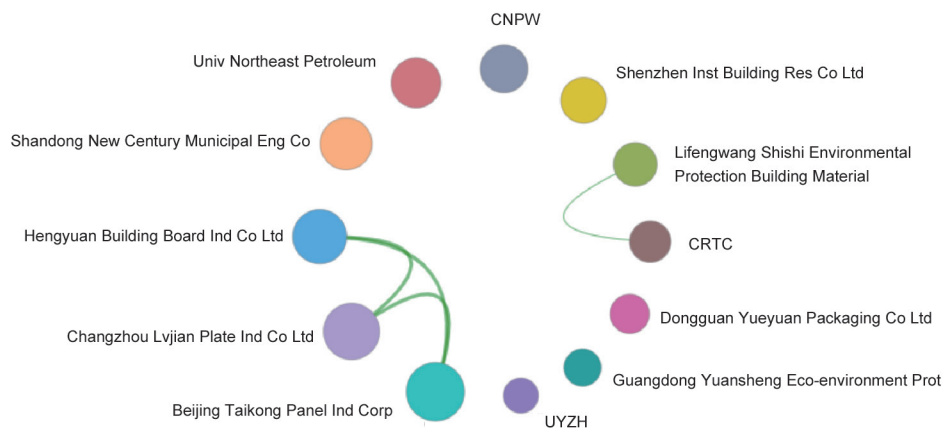 CNPW
Univ Northeast Petroleum
Shenzhen Inst Building Res Co Ltd
Shandong New Century Municipal Eng Co
Lifengwang Shishi Environmental
Protection Building Material
Hengyuan Building Board Ind Co Ltd
CRTC
Dongguan Yueyuan Packaging Co Ltd
Changzhou Lvjian Plate Ind Co Ltd
Guangdong Yuansheng Eco-environment Prot
Beijing Taikong Panel Ind Corp
UYZH